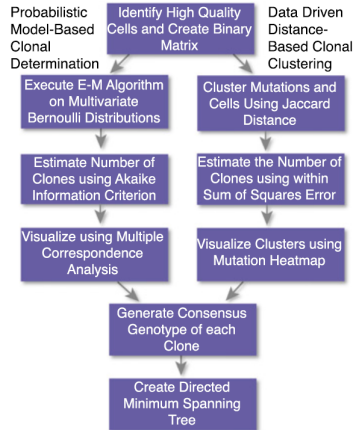 Probabilistic
Model-Based
Clonal
Determination
Identify High Quality
Cells and Create Binary
Matrix
Data Driven
Distance-
Based Clonal
Clustering
Execute E-M Algorithm
on Multivariate
Bernoulli Distributions
Cluster Mutations and
Cells Using Jaccard
Distance
Estimate Number of
Clones using Akaike
Information Criterion
Estimate the Number of
Clones using within
Sum of Squares Error
Visualize using Multiple
Correspondence
Analysis
Visualize Clusters using
Mutation Heatmap
Generate Consensus
Genotype of each
Clone
Create Directed
Minimum Spanning
Tree